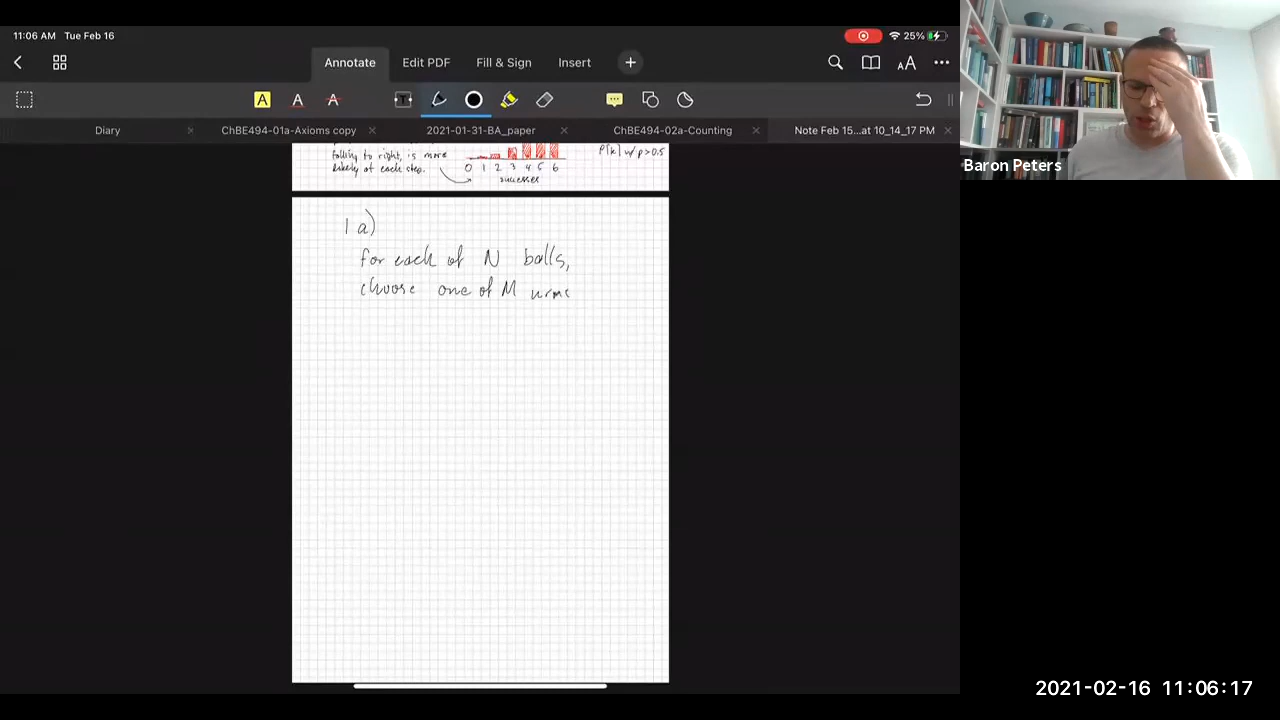 11:06 AM Tue Feb 16
25%
Annotate Edit PDF Fill & Sign Insert
AA
A A A T
Diary ChBE494-01a-Axioms copy 2021-01-31-BA_paper ChBE494-02a-Counting Note Feb 15...at 10_14_17 PM
falling to right, is more
likely at each step.
0 1 2 3 4 5 6
successes
P[k] w/ p>0.5
1 a)
for each of N balls,
choose one of M urns
Baron Peters
2021-02-16 11:06:17